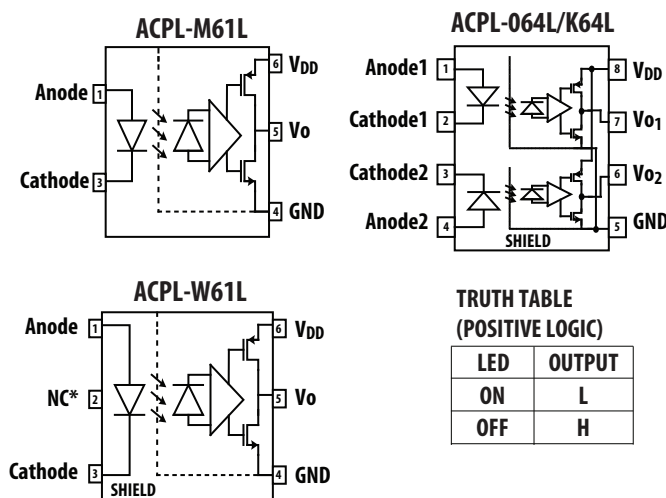 ACPL-M61L
Anode 1
Cathode 3
6 VDD
5 Vo
4 GND
ACPL-064L/K64L
Anode1 1
Cathode1 2
Cathode2 3
Anode2 4
8 VDD
7 Vo1
6 Vo2
5 GND
SHIELD
ACPL-W61L
Anode 1
NC* 2
Cathode 3
6 VDD
5 Vo
4 GND
SHIELD
TRUTH TABLE
(POSITIVE LOGIC)
LED OUTPUT
ON L
OFF H